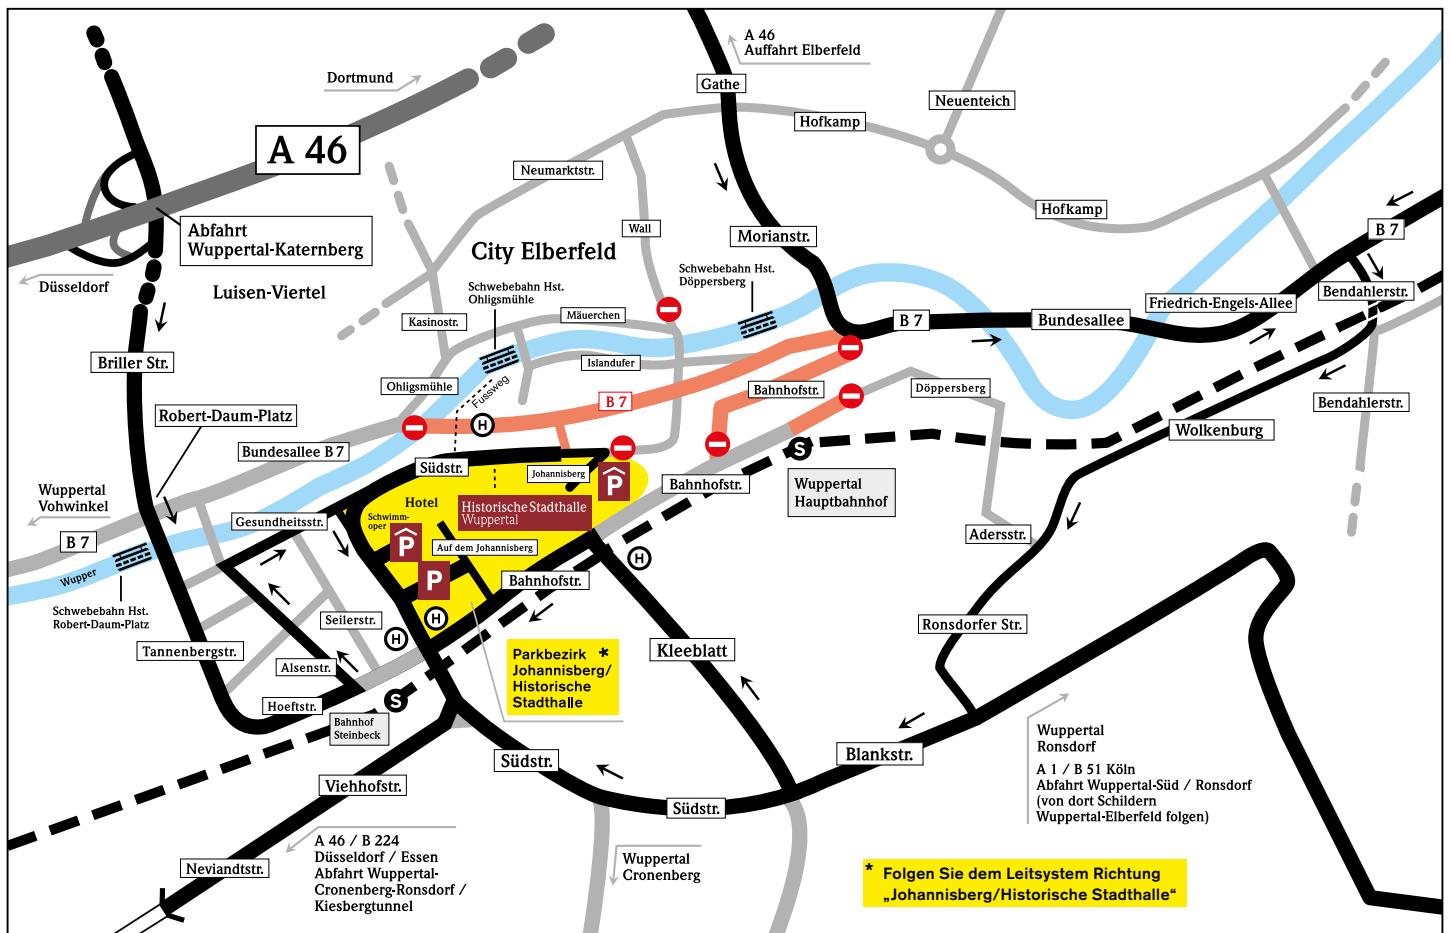 A 46
Auffahrt Elberfeld
Dortmund
Gathe
Neuenteich
Hofkamp
A 46
Neumarktstr.
Hofkamp
Abfahrt
Wuppertal-Katernberg
Wall
Morianstr.
B 7
City Elberfeld
Schwebebahn Hst.
Döppersberg
Düsseldorf
Luisen-Viertel
Schwebebahn Hst.
Ohligsmühle
Bendahlerstr.
Friedrich-Engels-Allee
Kasinostr.
Mäuerchen
B 7
Bundesallee
Briller Str.
Islandufer
Ohligsmühle
Fussweg
Bahnhofstr.
Döppersberg
B 7
Bendahlerstr.
Robert-Daum-Platz
H
Wolkenburg
Bundesallee B 7
S
Südstr.
Johannisberg
P
Bahnhofstr.
Wuppertal
Hauptbahnhof
Wuppertal
Vohwinkel
Hotel
Historische Stadthalle
Wuppertal
Gesundheitsstr.
Schwimm-
oper
P
Adersstr.
B 7
Auf dem Johannisberg
H
Wupper
P
Bahnhofstr.
Schwebebahn Hst.
Robert-Daum-Platz
Seilerstr.
H
H
Ronsdorfer Str.
Tannenbergstr.
Kleeblatt
Parkbezirk *
Johannisberg/
Historische
Stadthalle
Alsenstr.
Hoeftstr.
S
Bahnhof
Steinbeck
Wuppertal
Ronsdorf
A 1 / B 51 Köln
Abfahrt Wuppertal-Süd / Ronsdorf
(von dort Schildern
Wuppertal-Elberfeld folgen)
Südstr.
Blankstr.
Viehhofstr.
Südstr.
A 46 / B 224
Düsseldorf / Essen
Abfahrt Wuppertal-
Cronenberg-Ronsdorf /
Kiesbergtunnel
Neviandtstr.
Wuppertal
Cronenberg
* Folgen Sie dem Leitsystem Richtung
„Johannisberg/Historische Stadthalle“